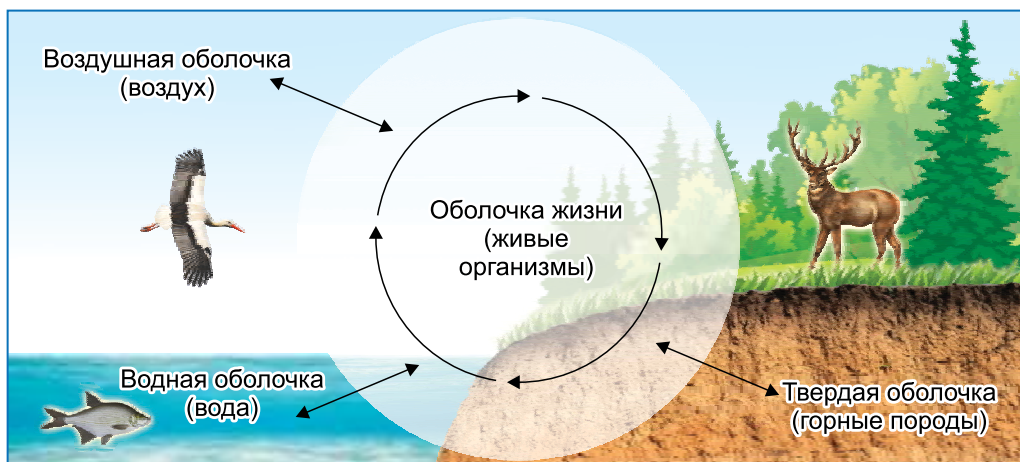 Воздушная оболочка
(воздух)
Оболочка жизни
(живые
организмы)
Водная оболочка
(вода)
Твердая оболочка
(горные породы)